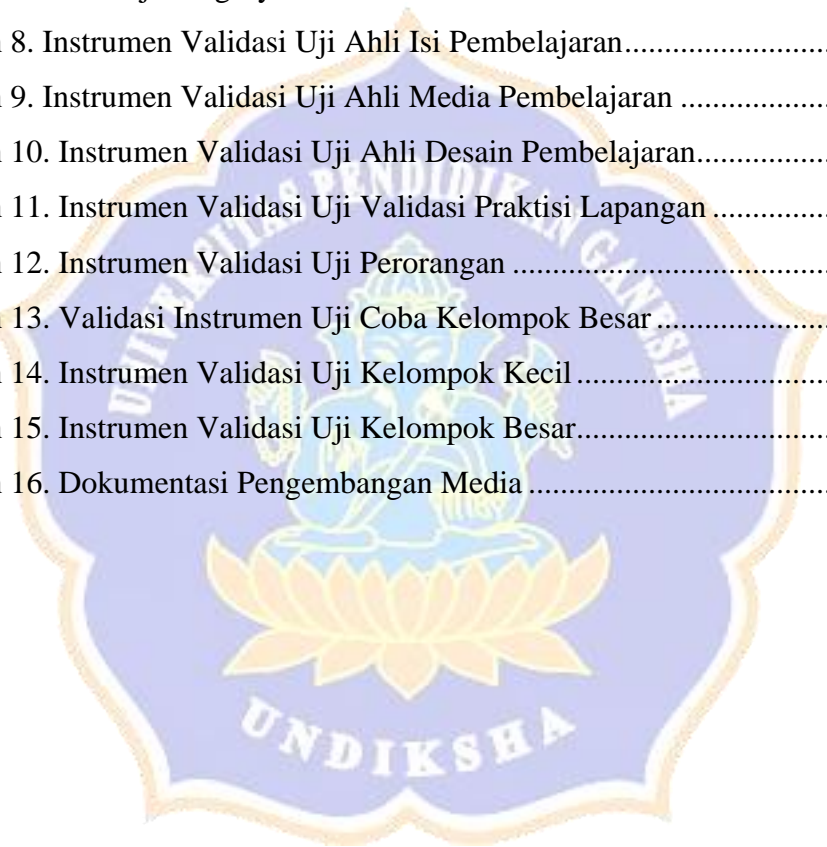 n 8. Instrumen Validasi Uji Ahli Isi Pembelajaran............................
n 9. Instrumen Validasi Uji Ahli Media Pembelajaran ....................
n 10. Instrumen Validasi Uji Ahli Desain Pembelajaran..................
n 11. Instrumen Validasi Uji Validasi Praktisi Lapangan ................
n 12. Instrumen Validasi Uji Perorangan ..........................................
n 13. Validasi Instrumen Uji Coba Kelompok Besar .......................
n 14. Instrumen Validasi Uji Kelompok Kecil ..................................
n 15. Instrumen Validasi Uji Kelompok Besar..................................
n 16. Dokumentasi Pengembangan Media ........................................
UNIVERSITAS PENDIDIKAN GANESHA
UNDIKSHA